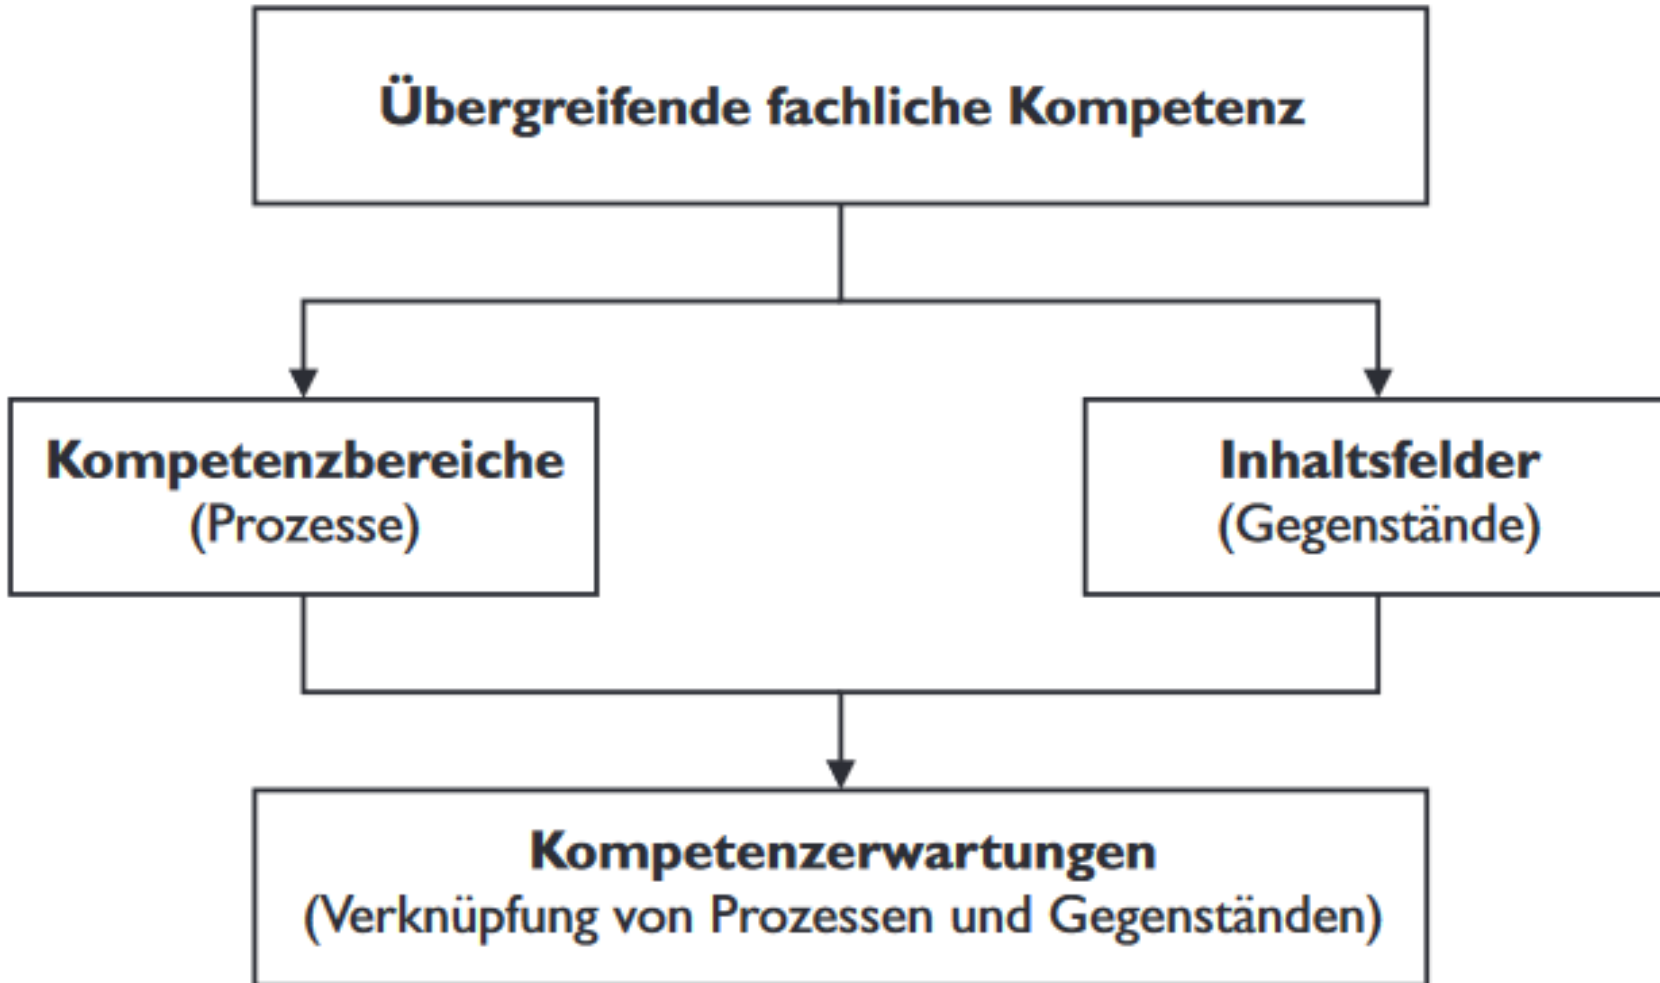 Übergreifende fachliche Kompetenz
Kompetenzbereiche
(Prozesse)
Inhaltsfelder
(Gegenstände)
Kompetenzerwartungen
(Verknüpfung von Prozessen und Gegenständen)